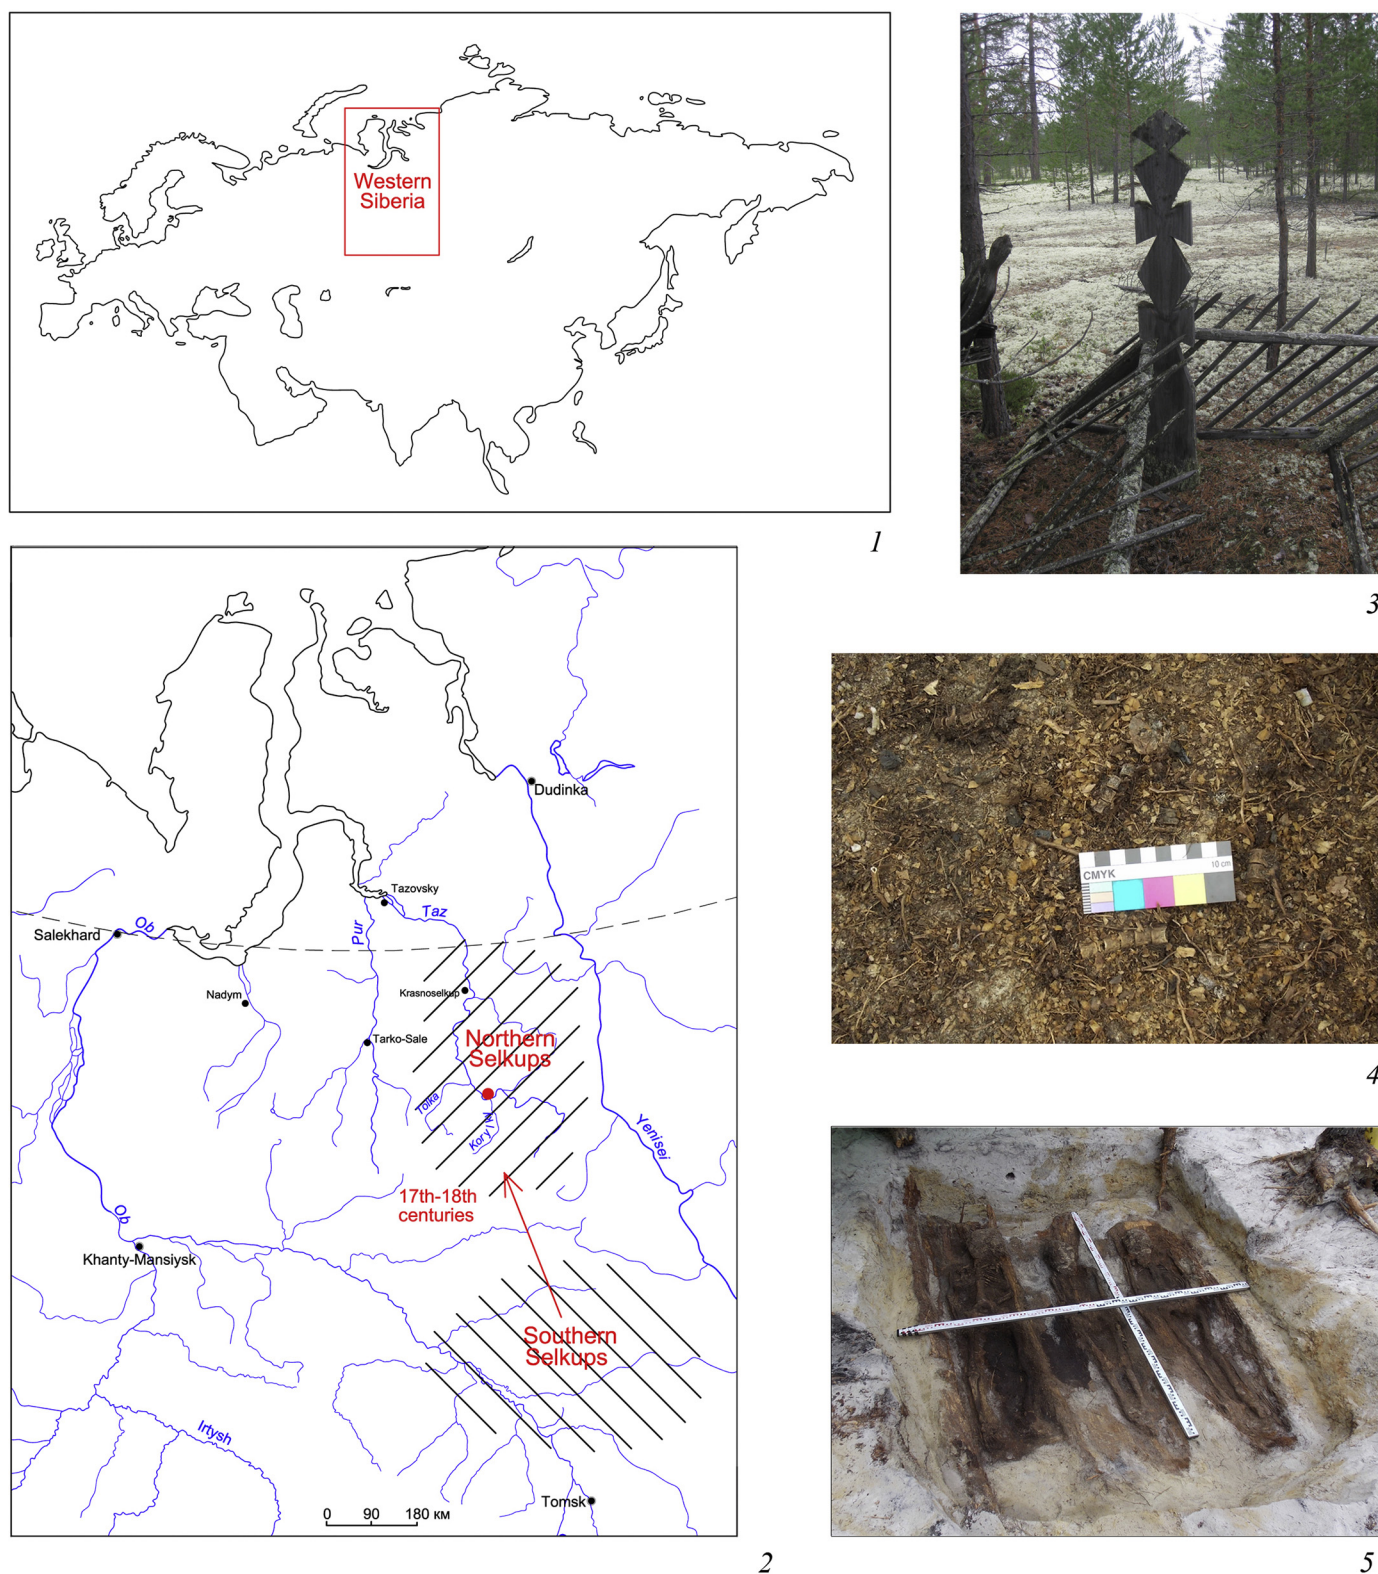 Western
Siberia
1
3
Dudinka
Tazovsky
Taz
Ob
Pur
Salekhard
Nadym
Krasnoselkup
Tarko-Sale
Northern
Selkups
Tolka
Koryl'ki
Yenisei
17th-18th
centuries
Ob
Khanty-Mansiysk
Southern
Selkups
Irtysh
Tomsk
0 90 180 км
2
10 cm
CMYK
4
5